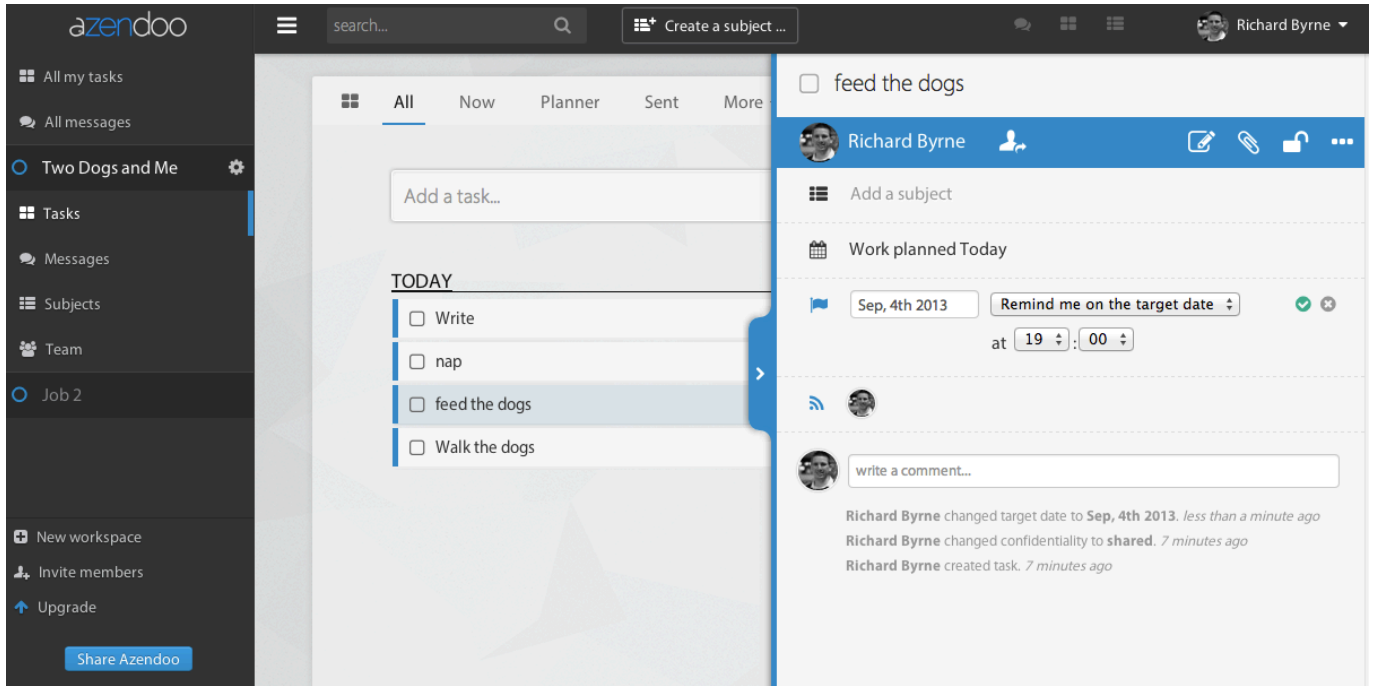 azendoo
search...
Create a subject ...
Richard Byrne
All my tasks
All messages
Two Dogs and Me
Tasks
Messages
Subjects
Team
Job 2
New workspace
Invite members
Upgrade
Share Azendoo
All Now Planner Sent More
Add a task...
TODAY
Write
nap
feed the dogs
Walk the dogs
feed the dogs
Richard Byrne
Add a subject
Work planned Today
Sep, 4th 2013 Remind me on the target date
at 19 : 00
write a comment...
Richard Byrne changed target date to Sep, 4th 2013. less than a minute ago
Richard Byrne changed confidentiality to shared. 7 minutes ago
Richard Byrne created task. 7 minutes ago